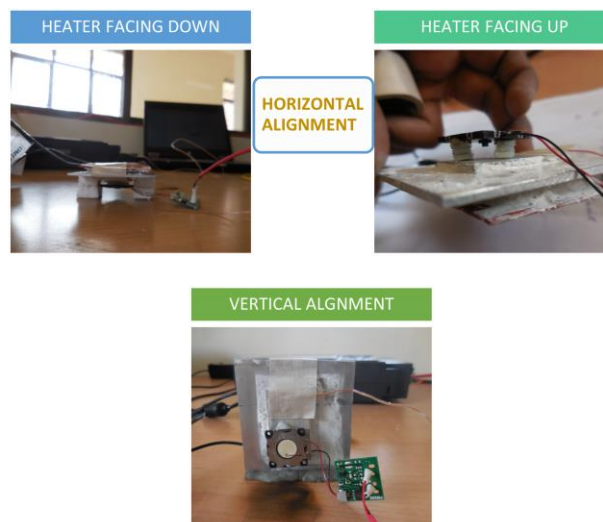 HEATER FACING DOWN
HEATER FACING UP
HORIZONTAL
ALIGNMENT
VERTICAL ALGNMENT